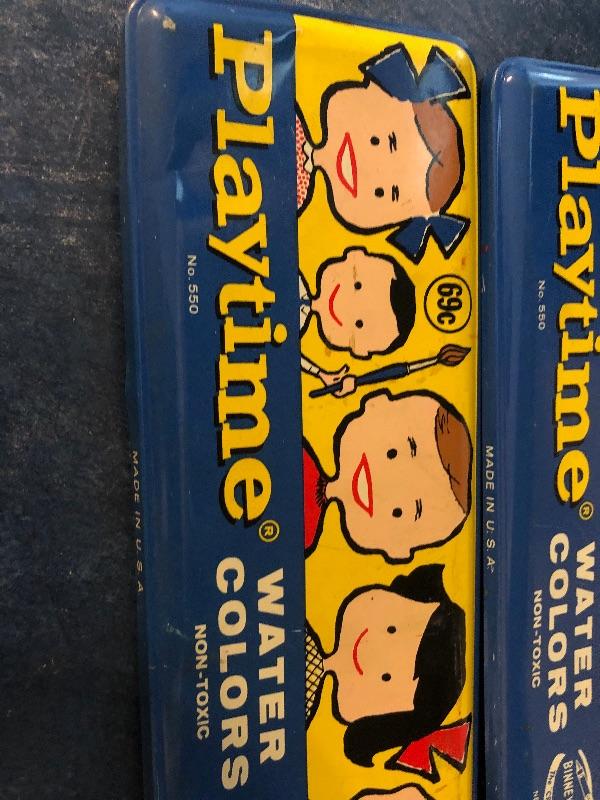 69¢
Playtime®
WATER
COLORS
No. 550
NON-TOXIC
MADE IN U.S.A.
Playtime®
WATER
COLORS
No. 550
NON-TOXIC
BINNEY
MADE IN U.S.A